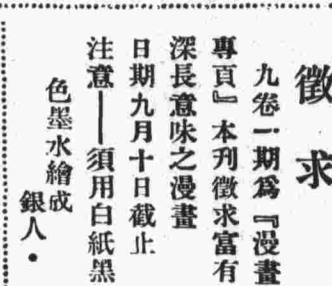 徵求
九卷一期爲『漫畫
專頁』本刊徵求富有
深長意味之漫畫
日期九月十日截止
注意——須用白紙黑
色墨水繪成
銀人•